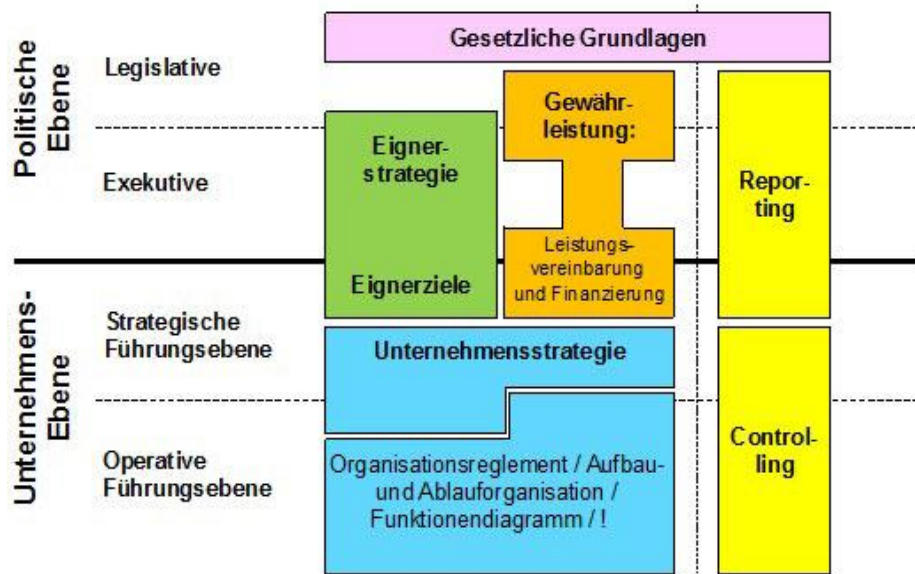 Politische
Ebene
Legislative
Exekutive
Gesetzliche Grundlagen
Eigner-
strategie
Eignerziele
Gewähr-
leistung:
Leistungs-
vereinbarung
und Finanzierung
Repor-
ting
Unternehmens-
Ebene
Strategische
Führungsebene
Operative
Führungsebene
Unternehmensstrategie
Organisationsreglement / Aufbau-
und Ablauforganisation /
Funktionendiagramm / !
Control-
ling